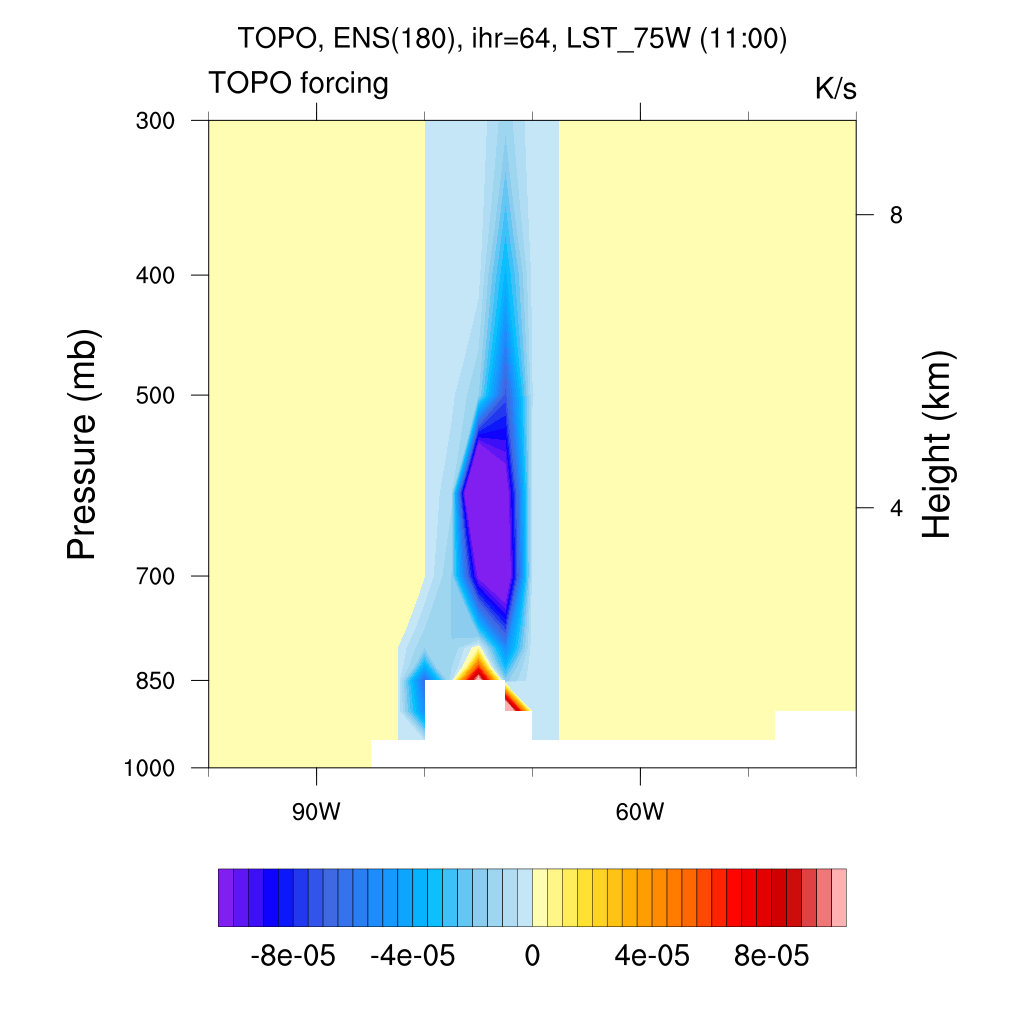 TOPO, ENS(180), ihr=64, LST_75W (11:00)
TOPO forcing
K/s
300
400
500
700
850
1000
Pressure (mb)
8
4
Height (km)
90W
60W
-8e-05
-4e-05
0
4e-05
8e-05